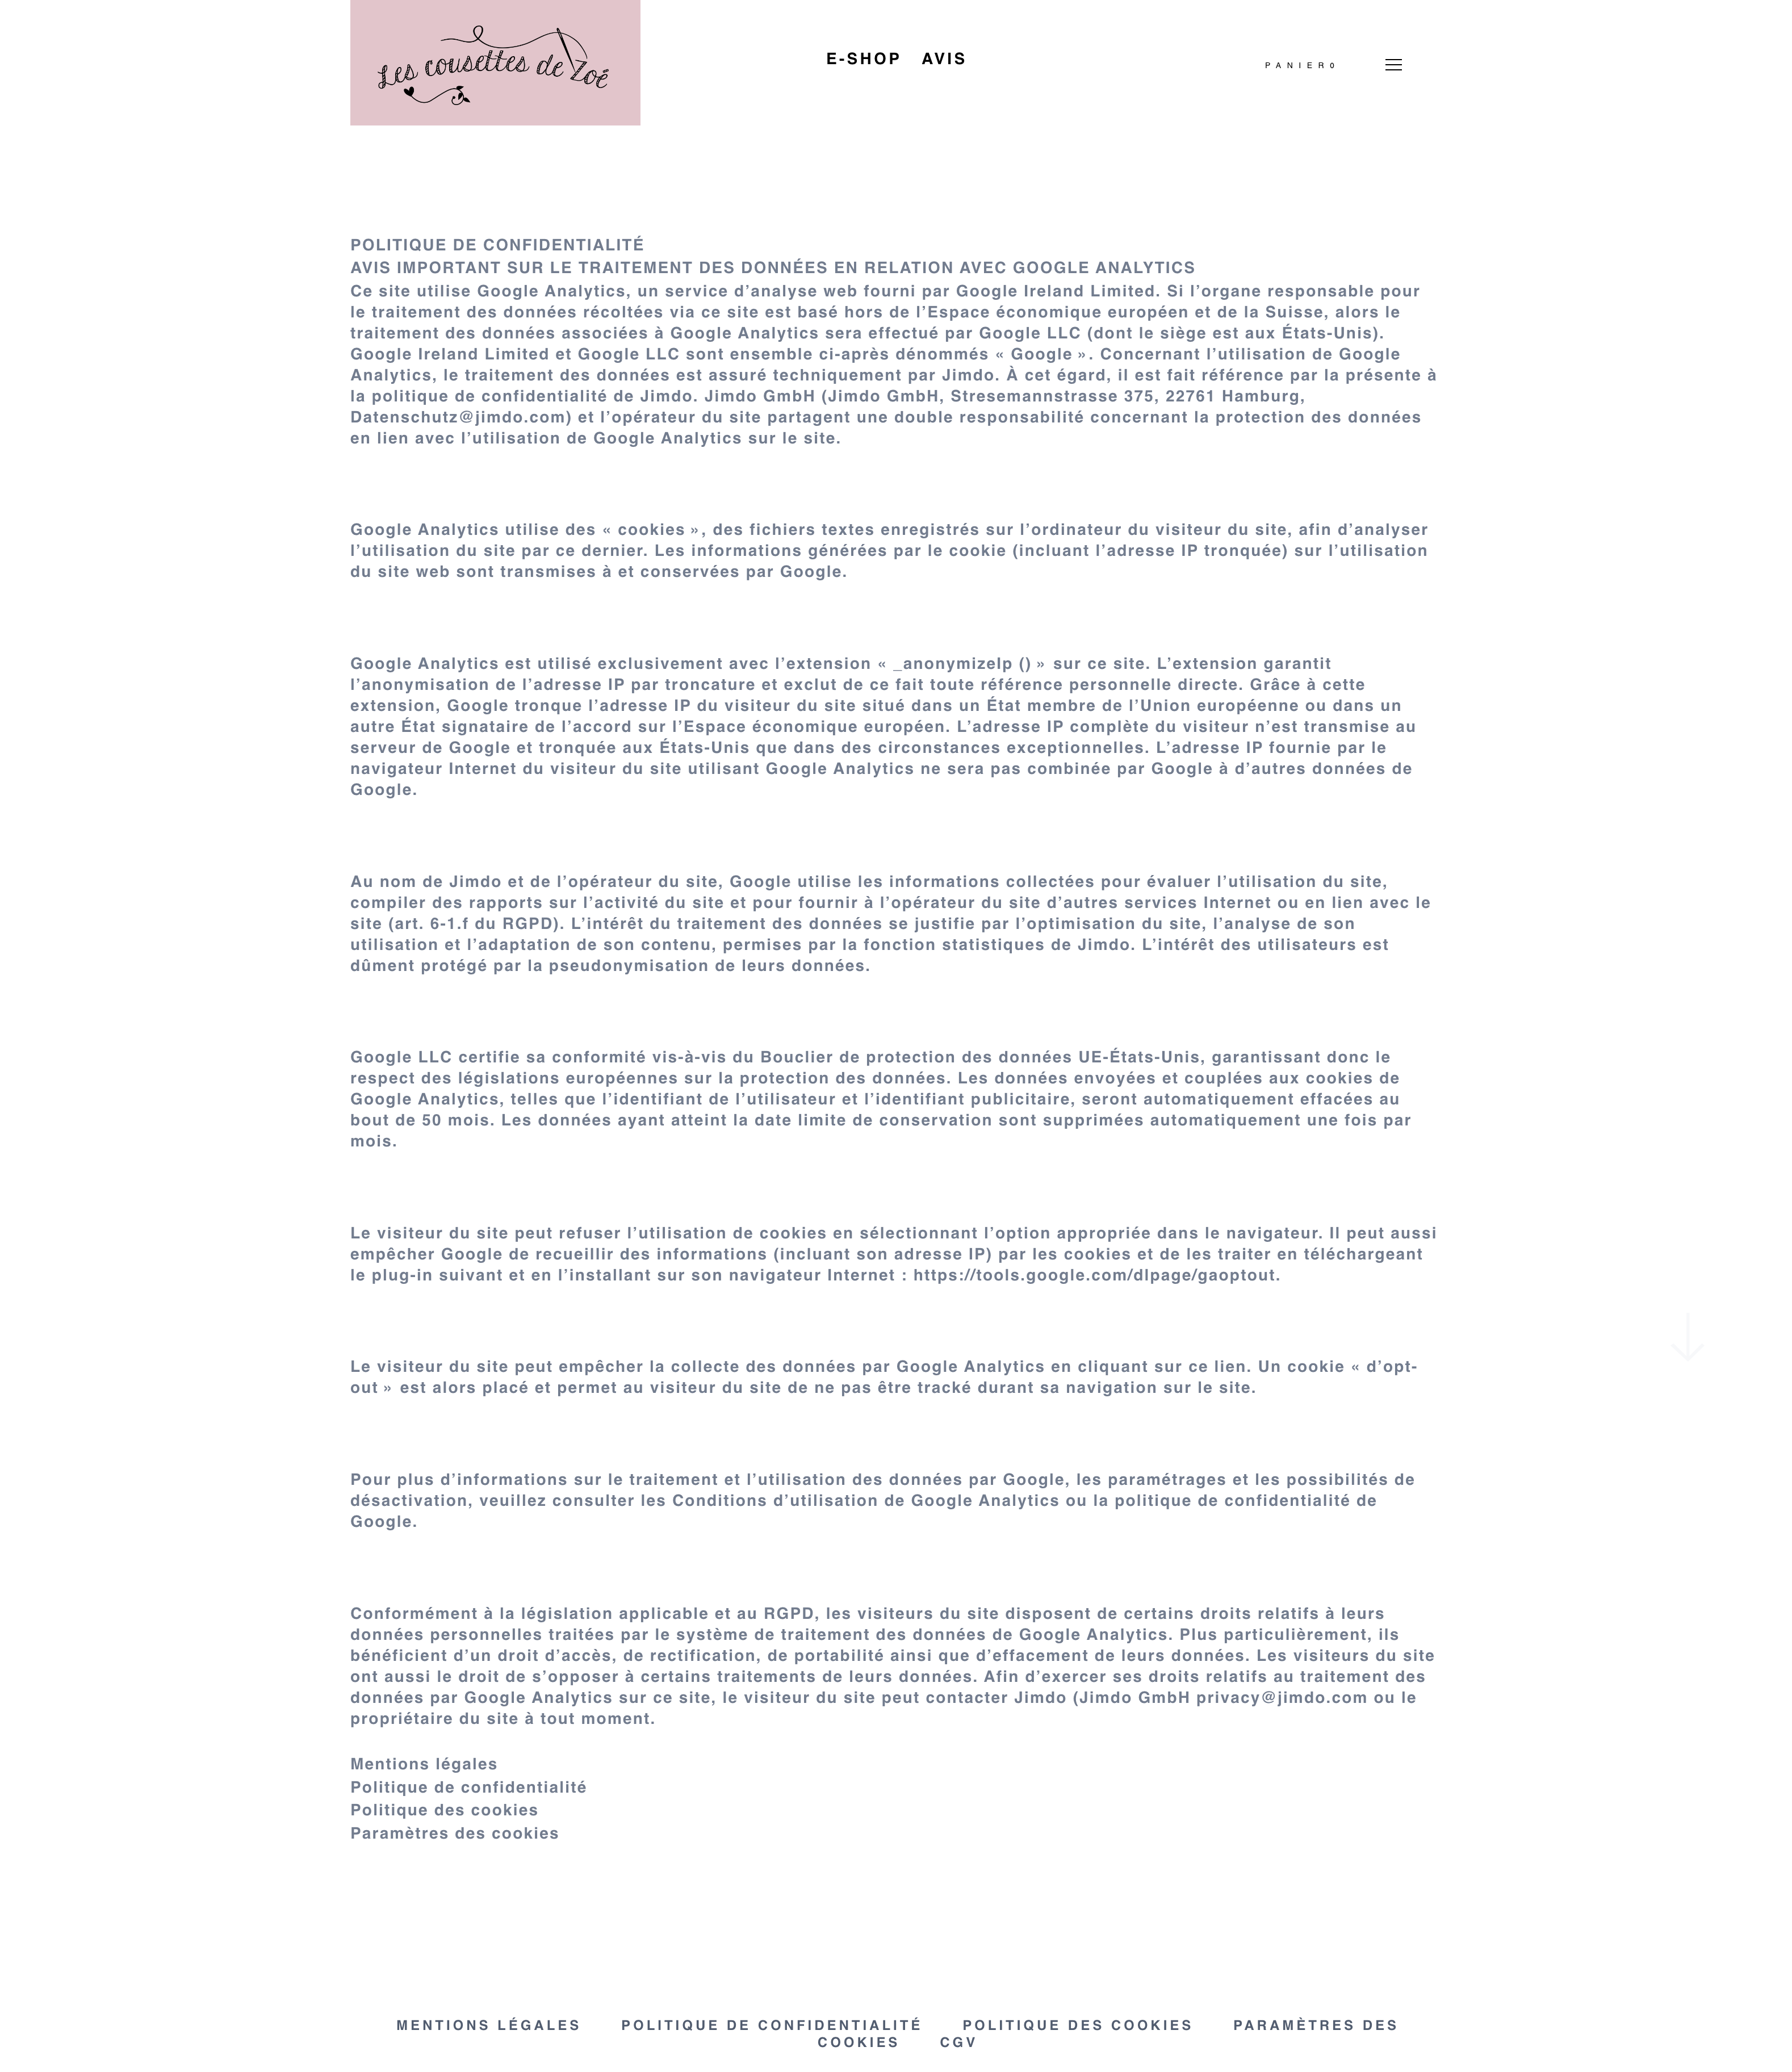 Les cousettes de Zoé
E-SHOP AVIS
PANIER0
POLITIQUE DE CONFIDENTIALITÉ
AVIS IMPORTANT SUR LE TRAITEMENT DES DONNÉES EN RELATION AVEC GOOGLE ANALYTICS
Ce site utilise Google Analytics, un service d’analyse web fourni par Google Ireland Limited. Si l’organe responsable pour
le traitement des données récoltées via ce site est basé hors de l’Espace économique européen et de la Suisse, alors le
traitement des données associées à Google Analytics sera effectué par Google LLC (dont le siège est aux États-Unis).
Google Ireland Limited et Google LLC sont ensemble ci-après dénommés « Google ». Concernant l’utilisation de Google
Analytics, le traitement des données est assuré techniquement par Jimdo. À cet égard, il est fait référence par la présente à
la politique de confidentialité de Jimdo. Jimdo GmbH (Jimdo GmbH, Stresemannstrasse 375, 22761 Hamburg,
Datenschutz@jimdo.com) et l’opérateur du site partagent une double responsabilité concernant la protection des données
en lien avec l’utilisation de Google Analytics sur le site.
Google Analytics utilise des « cookies », des fichiers textes enregistrés sur l’ordinateur du visiteur du site, afin d’analyser
l’utilisation du site par ce dernier. Les informations générées par le cookie (incluant l’adresse IP tronquée) sur l’utilisation
du site web sont transmises à et conservées par Google.
Google Analytics est utilisé exclusivement avec l’extension « _anonymizeIp () » sur ce site. L’extension garantit
l’anonymisation de l’adresse IP par troncature et exclut de ce fait toute référence personnelle directe. Grâce à cette
extension, Google tronque l’adresse IP du visiteur du site situé dans un État membre de l’Union européenne ou dans un
autre État signataire de l’accord sur l’Espace économique européen. L’adresse IP complète du visiteur n’est transmise au
serveur de Google et tronquée aux États-Unis que dans des circonstances exceptionnelles. L’adresse IP fournie par le
navigateur Internet du visiteur du site utilisant Google Analytics ne sera pas combinée par Google à d’autres données de
Google.
Au nom de Jimdo et de l’opérateur du site, Google utilise les informations collectées pour évaluer l’utilisation du site,
compiler des rapports sur l’activité du site et pour fournir à l’opérateur du site d’autres services Internet ou en lien avec le
site (art. 6-1.f du RGPD). L’intérêt du traitement des données se justifie par l’optimisation du site, l’analyse de son
utilisation et l’adaptation de son contenu, permises par la fonction statistiques de Jimdo. L’intérêt des utilisateurs est
dûment protégé par la pseudonymisation de leurs données.
Google LLC certifie sa conformité vis-à-vis du Bouclier de protection des données UE-États-Unis, garantissant donc le
respect des législations européennes sur la protection des données. Les données envoyées et couplées aux cookies de
Google Analytics, telles que l’identifiant de l’utilisateur et l’identifiant publicitaire, seront automatiquement effacées au
bout de 50 mois. Les données ayant atteint la date limite de conservation sont supprimées automatiquement une fois par
mois.
Le visiteur du site peut refuser l’utilisation de cookies en sélectionnant l’option appropriée dans le navigateur. Il peut aussi
empêcher Google de recueillir des informations (incluant son adresse IP) par les cookies et de les traiter en téléchargeant
le plug-in suivant et en l’installant sur son navigateur Internet : https://tools.google.com/dlpage/gaoptout.
Le visiteur du site peut empêcher la collecte des données par Google Analytics en cliquant sur ce lien. Un cookie « d’opt-
out » est alors placé et permet au visiteur du site de ne pas être tracké durant sa navigation sur le site.
Pour plus d’informations sur le traitement et l’utilisation des données par Google, les paramétrages et les possibilités de
désactivation, veuillez consulter les Conditions d’utilisation de Google Analytics ou la politique de confidentialité de
Google.
Conformément à la législation applicable et au RGPD, les visiteurs du site disposent de certains droits relatifs à leurs
données personnelles traitées par le système de traitement des données de Google Analytics. Plus particulièrement, ils
bénéficient d’un droit d’accès, de rectification, de portabilité ainsi que d’effacement de leurs données. Les visiteurs du site
ont aussi le droit de s’opposer à certains traitements de leurs données. Afin d’exercer ses droits relatifs au traitement des
données par Google Analytics sur ce site, le visiteur du site peut contacter Jimdo (Jimdo GmbH privacy@jimdo.com ou le
propriétaire du site à tout moment.
Mentions légales
Politique de confidentialité
Politique des cookies
Paramètres des cookies
MENTIONS LÉGALES POLITIQUE DE CONFIDENTIALITÉ POLITIQUE DES COOKIES PARAMÈTRES DES
COOKIES CGV